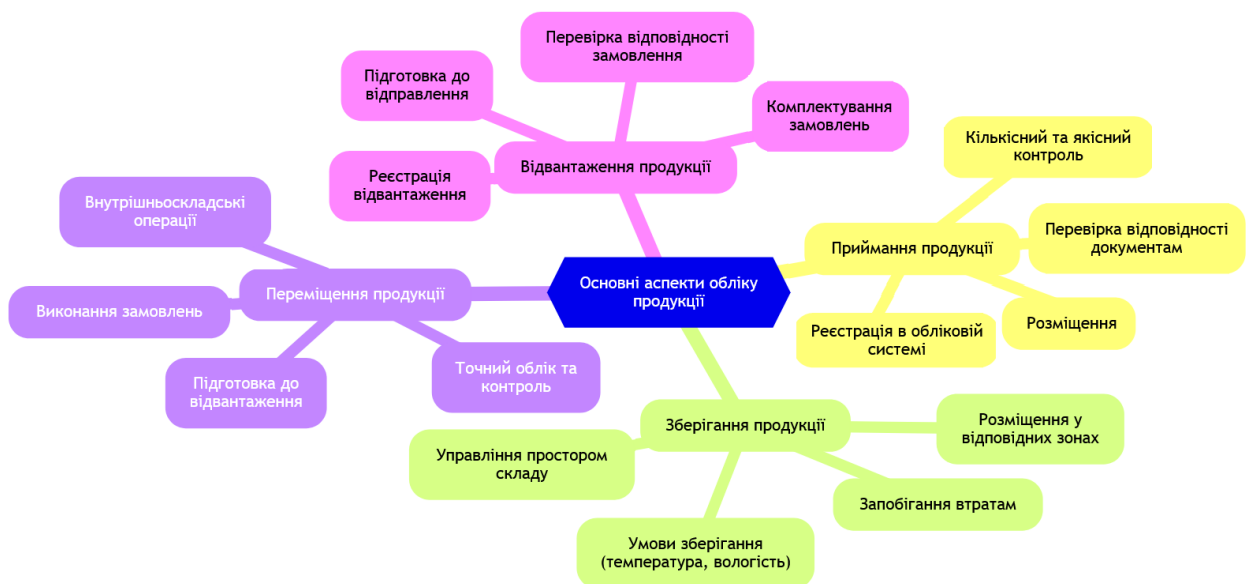 Перевірка відповідності
замовлення
Підготовка до
відправлення
Комплектування
замовлень
Відвантаження продукції
Реєстрація
відвантаження
Кількісний та якісний
контроль
Перевірка відповідності
документам
Приймання продукції
Реєстрація в обліковій
системі
Розміщення
Внутрішньоскладські
операції
Переміщення продукції
Виконання замовлень
Підготовка до
відвантаження
Точний облік та
контроль
Основні аспекти обліку
продукції
Зберігання продукції
Розміщення у
відповідних зонах
Управління простором
складу
Запобігання втратам
Умови зберігання
(температура, вологість)